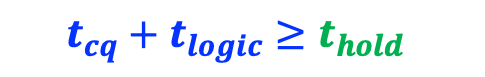 t_cq + t_logic ≥ t_hold